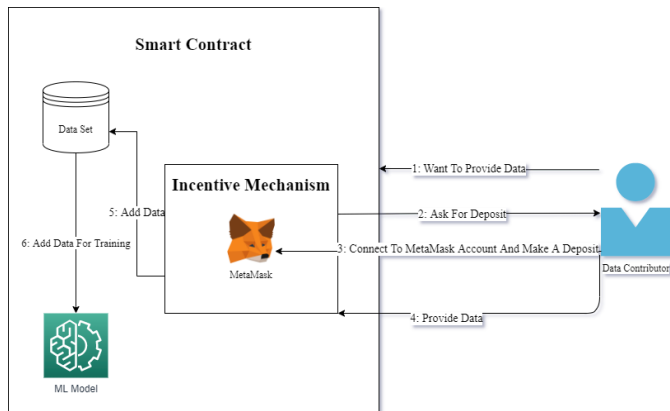 Smart Contract
Data Set
1: Want To Provide Data
Incentive Mechanism
5: Add Data
2: Ask For Deposit
6: Add Data For Training
3: Connect To MetaMask Account And Make A Deposit
MetaMask
Data Contributor
4: Provide Data
ML Model